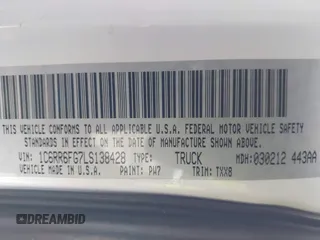 THIS VEHICLE CONFORMS TO ALL APPLICABLE U.S.A. FEDERAL MOTOR VEHICLE SAFETY
STANDARDS IN EFFECT ON THE DATE OF MANUFACTURE SHOWN ABOVE.
VIN: 1C6RR6FG7LS138428 TYPE: TRUCK MDH: 030212 443AA
VEHICLE MADE IN U.S.A. PAINT: PW7 TRIM: TXX8
DREAMBID